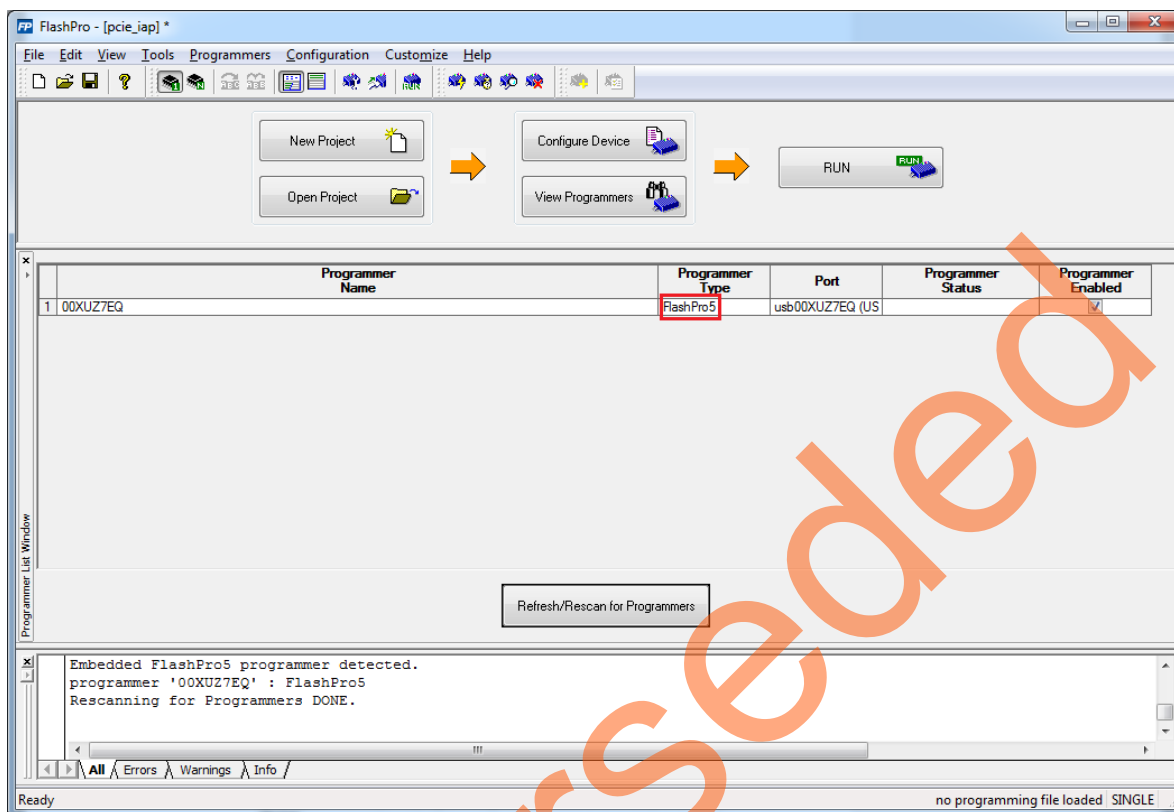 FlashPro - [pcie_iap] *
File Edit View Tools Programmers Configuration Customize Help
New Project
Configure Device
RUN
Open Project
View Programmers
Programmer Name
Programmer Type
Port
Programmer Status
Programmer Enabled
1 00XUZ7EQ FlashPro5 usb00XUZ7EQ (US
Programmer List Window
Refresh/Rescan for Programmers
Embedded FlashPro5 programmer detected.
programmer '00XUZ7EQ' : FlashPro5
Rescanning for Programmers DONE.
All Errors Warnings Info
Ready no programming file loaded SINGLE
rseded